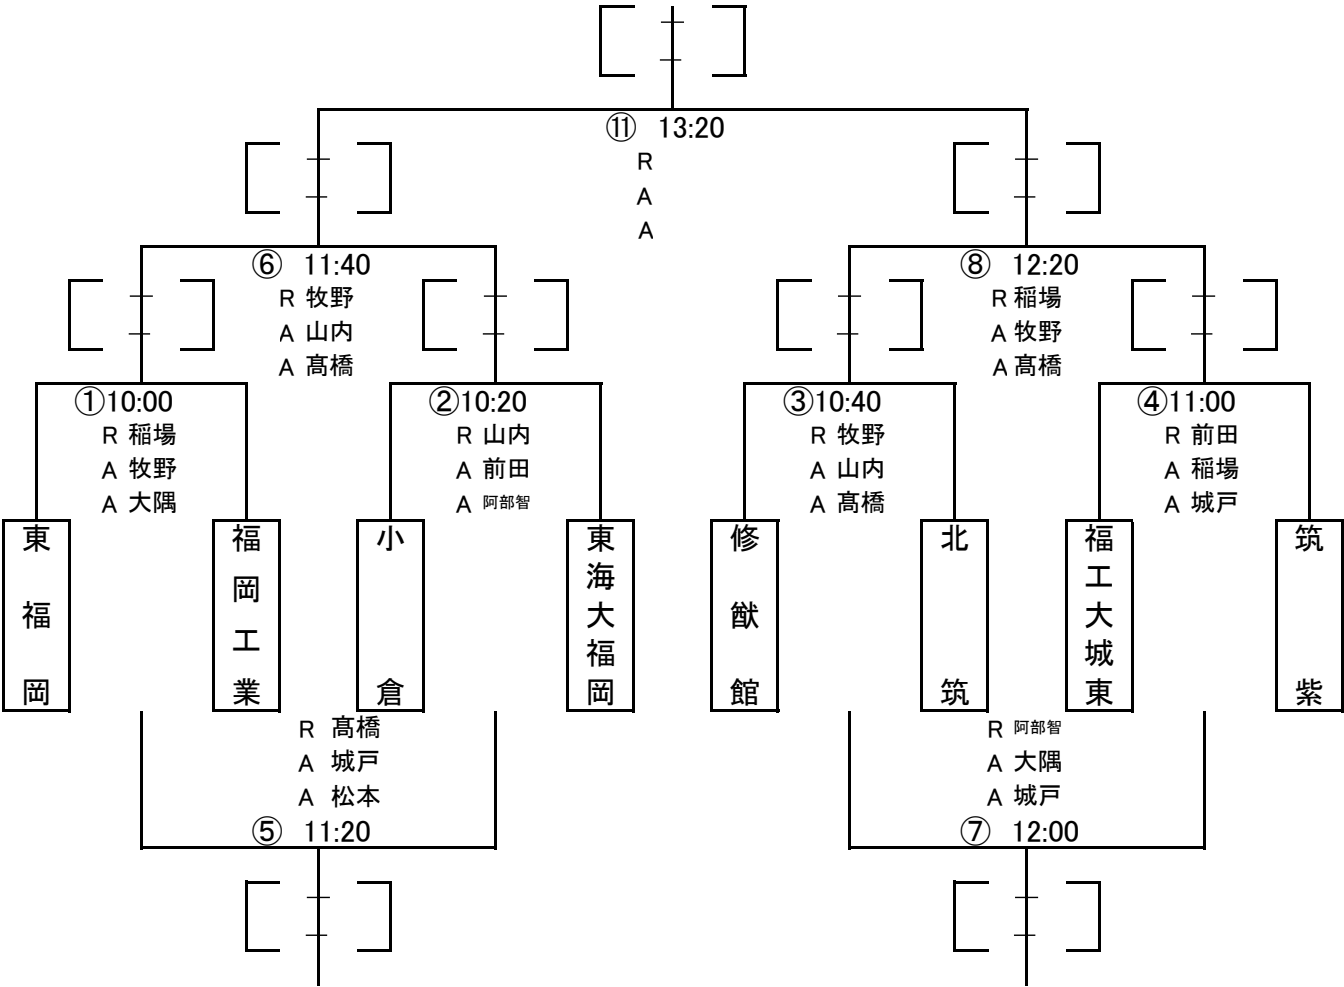 ⑪ 13:20
R
A
A
⑥ 11:40
R 牧野
A 山内
A 髙橋
⑧ 12:20
R 稲場
A 牧野
A 髙橋
①10:00
R 稲場
A 牧野
A 大隅
②10:20
R 山内
A 前田
A 阿部智
③10:40
R 牧野
A 山内
A 髙橋
④11:00
R 前田
A 稲場
A 城戸
東福岡
福岡工業
小倉
東海大福岡
修猷館
北筑
福工大城東
筑紫
R 髙橋
A 城戸
A 松本
⑤ 11:20
R 阿部智
A 大隅
A 城戸
⑦ 12:00